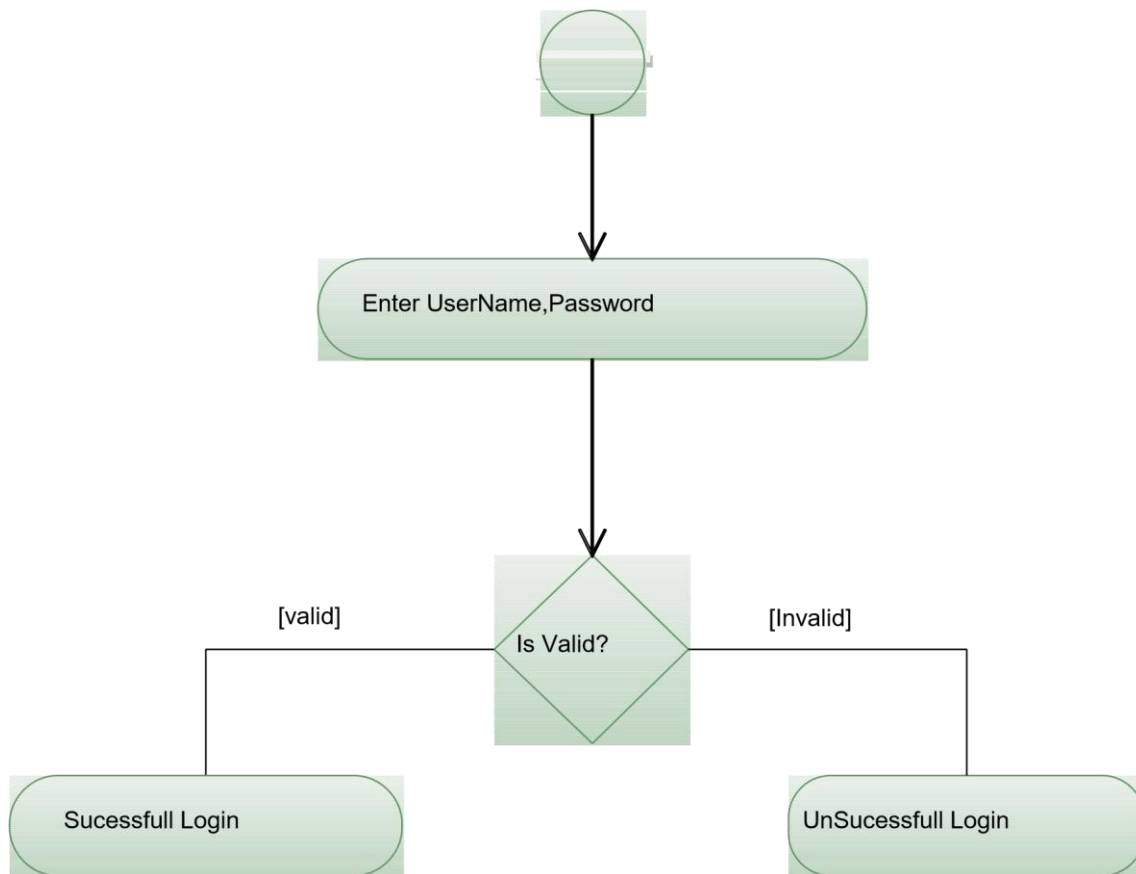 Enter UserName,Password
[valid]
[Invalid]
Is Valid?
Sucessfull Login
UnSucessfull Login